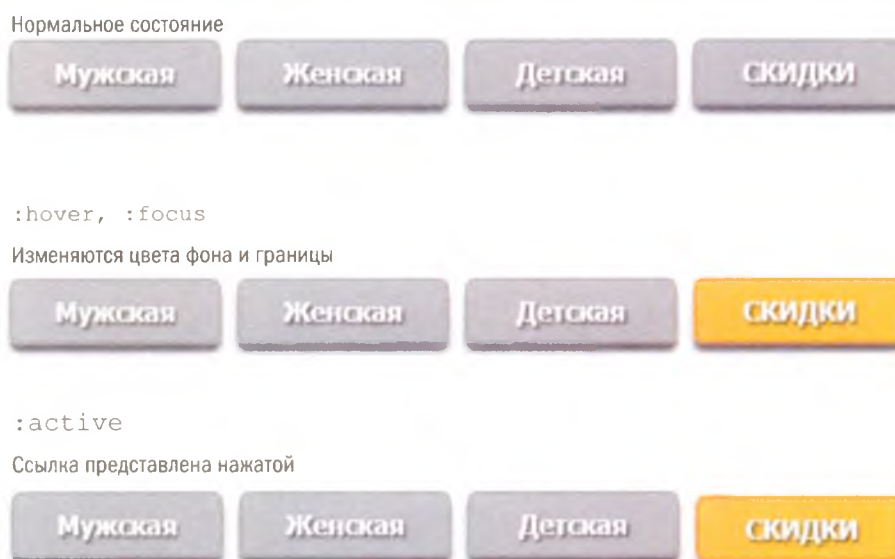 Нормальное состояние
Мужская Женская Детская СКИДКИ
:hover, :focus
Изменяются цвета фона и границы
Мужская Женская Детская СКИДКИ
:active
Ссылка представлена нажатой
Мужская Женская Детская СКИДКИ